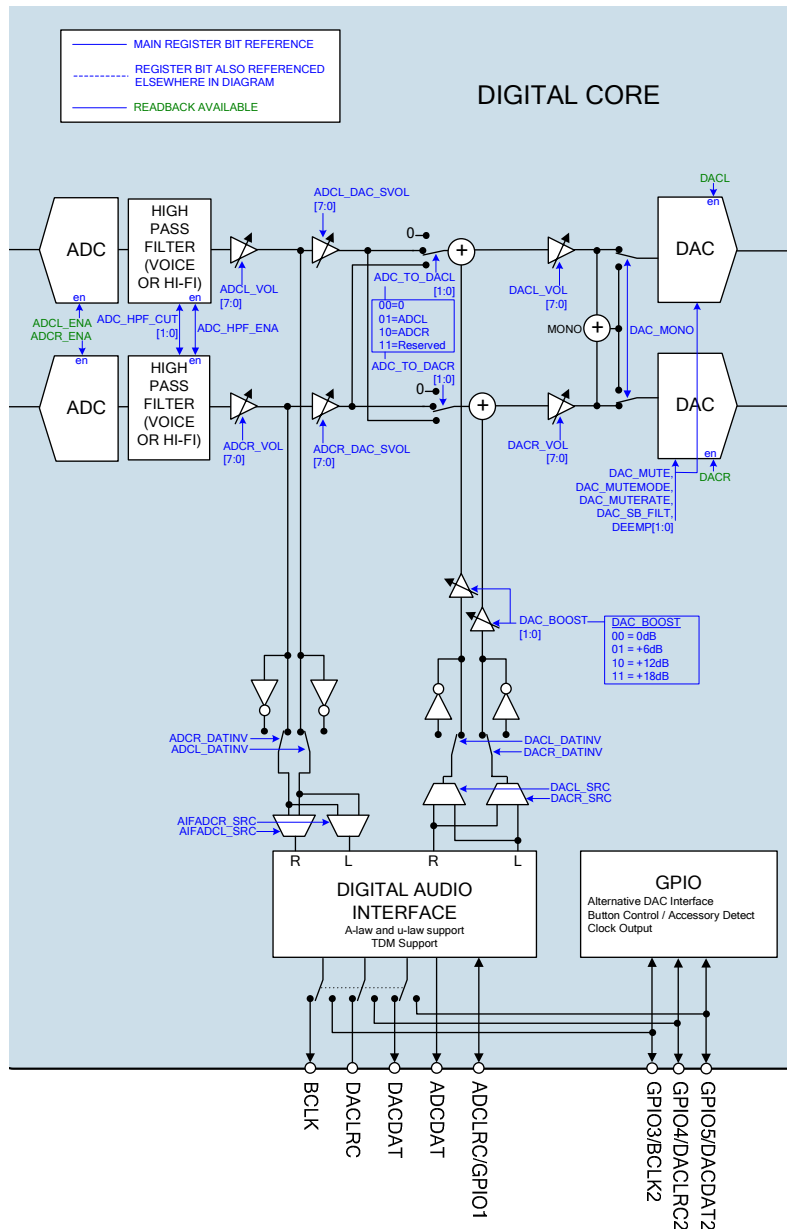 MAIN REGISTER BIT REFERENCE
REGISTER BIT ALSO REFERENCED
ELSEWHERE IN DIAGRAM
READBACK AVAILABLE
DIGITAL CORE
ADC
en
HIGH
PASS
FILTER
(VOICE
OR HI-FI)
en
ADCL_VOL
[7:0]
ADCL_DAC_SVOL
[7:0]
0
ADC_TO_DACL
[1:0]
00=0
01=ADCL
10=ADCR
11=Reserved
ADC_TO_DACR
[1:0]
0
+
DACL_VOL
[7:0]
MONO
+
DAC_MONO
DACL
en
DAC
ADCL_ENA
ADCR_ENA
ADC_HPF_CUT
[1:0]
ADC_HPF_ENA
en
ADC
en
HIGH
PASS
FILTER
(VOICE
OR HI-FI)
ADCR_VOL
[7:0]
ADCR_DAC_SVOL
[7:0]
+
DACR_VOL
[7:0]
DAC
en
DACR
DAC_MUTE,
DAC_MUTEMODE,
DAC_MUTERATE,
DAC_SB_FILT,
DEEMP[1:0]
DAC_BOOST
[1:0]
DAC_BOOST
00 = 0dB
01 = +6dB
10 = +12dB
11 = +18dB
ADCR_DATINV
ADCL_DATINV
DACL_DATINV
DACR_DATINV
DACL_SRC
DACR_SRC
AIFADCR_SRC
AIFADCL_SRC
R L R L
DIGITAL AUDIO
INTERFACE
A-law and u-law support
TDM Support
GPIO
Alternative DAC Interface
Button Control / Accessory Detect
Clock Output
BCLK
DACLRC
DACDAT
ADCDAT
ADCLRC/GPIO1
GPIO3/BCLK2
GPIO4/DACLRC2
GPIO5/DACDAT2